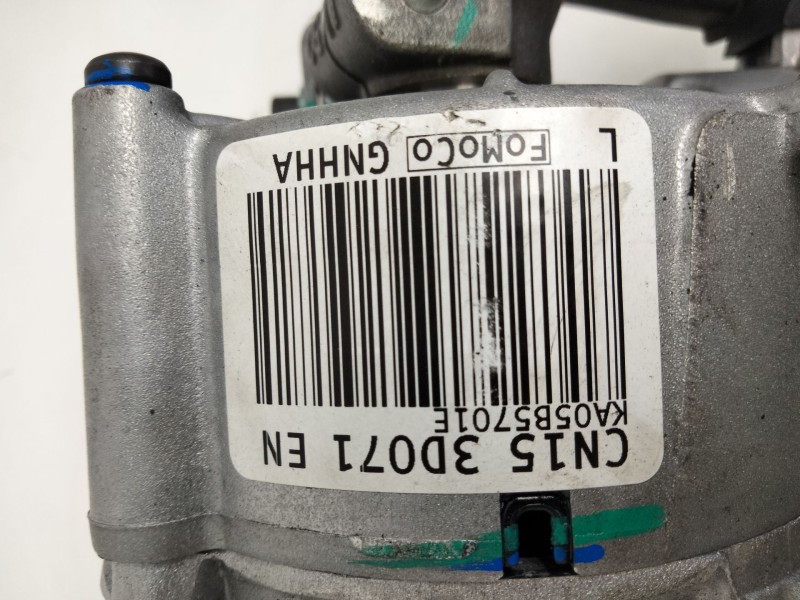 CN15 3D071 EN
KA05B5701E
L FoMoCo GNHHA